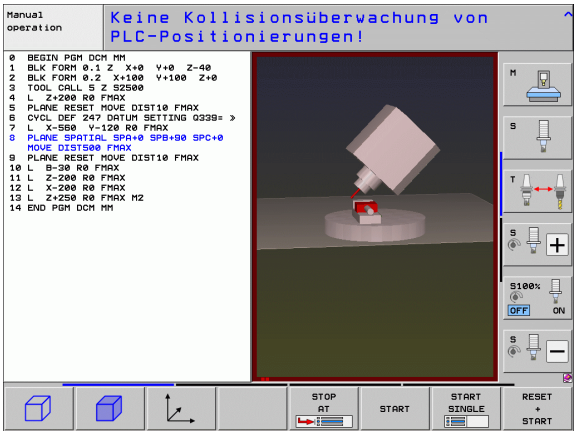 Manual
operation
Keine Kollisionsüberwachung von
PLC-Positionierungen!
0 BEGIN PGM DCM MM
1 BLK FORM 0.1 Z X+0 Y+0 Z-40
2 BLK FORM 0.2 X+100 Y+100 Z+0
3 TOOL CALL 5 Z S2500
4 L Z+200 R0 FMAX
5 PLANE RESET MOVE DIST10 FMAX
6 CYCL DEF 247 DATUM SETTING Q339= »
7 L X-560 Y-120 R0 FMAX
8 PLANE SPATIAL SPA+0 SPB+90 SPC+0
MOVE DIST500 FMAX
9 PLANE RESET MOVE DIST10 FMAX
10 L B-30 R0 FMAX
11 L Z-200 R0 FMAX
12 L X-200 R0 FMAX
13 L Z+250 R0 FMAX M2
14 END PGM DCM MM
M
S
T
S
S100%
OFF ON
S
STOP
AT
START
START
SINGLE
RESET
+
START